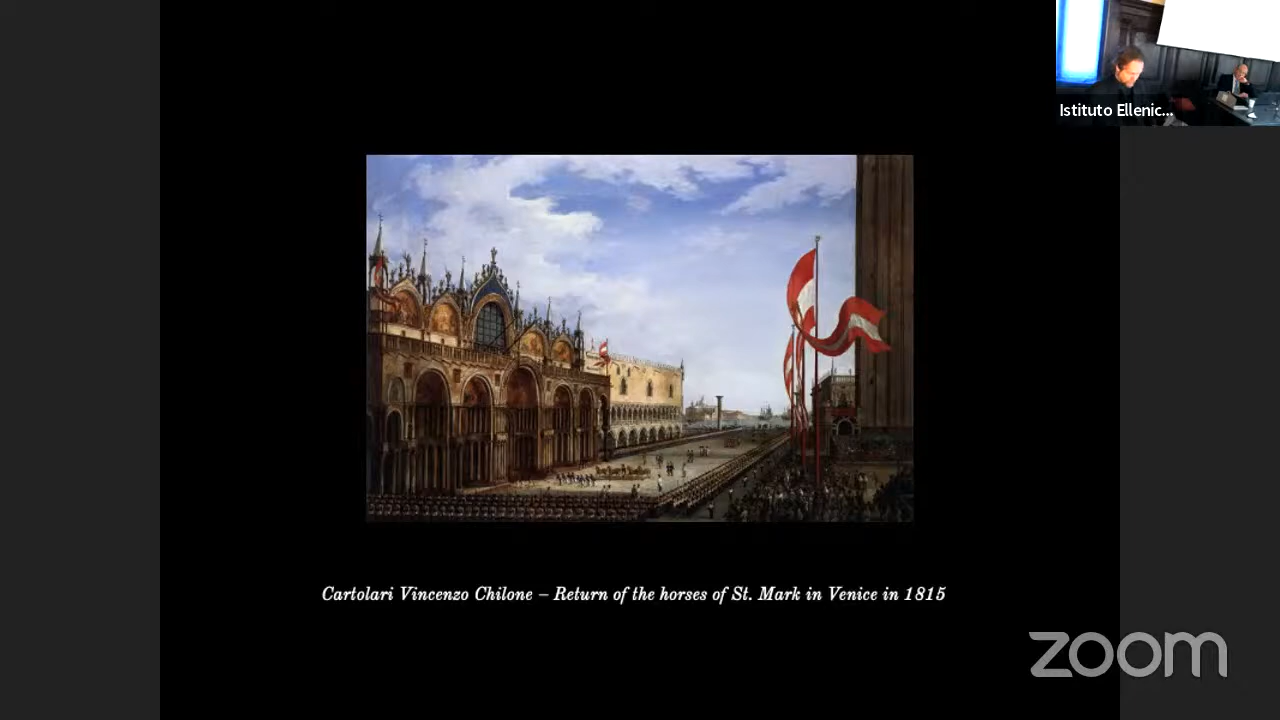 Istituto Ellenic...
Cartolari Vincenzo Chilone – Return of the horses of St. Mark in Venice in 1815
zoom